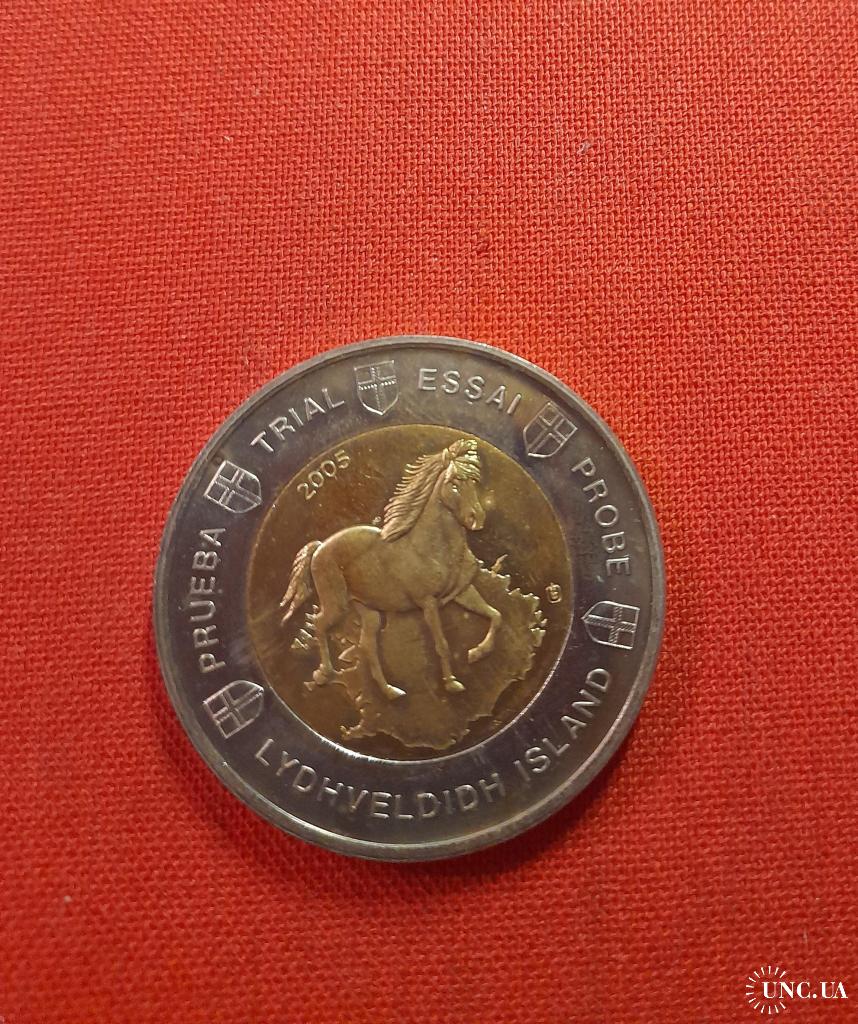 TRIAL ESSAI PROBE
2005
PRUEBA
LYDHVELDIDH ISLAND
UNC.UA